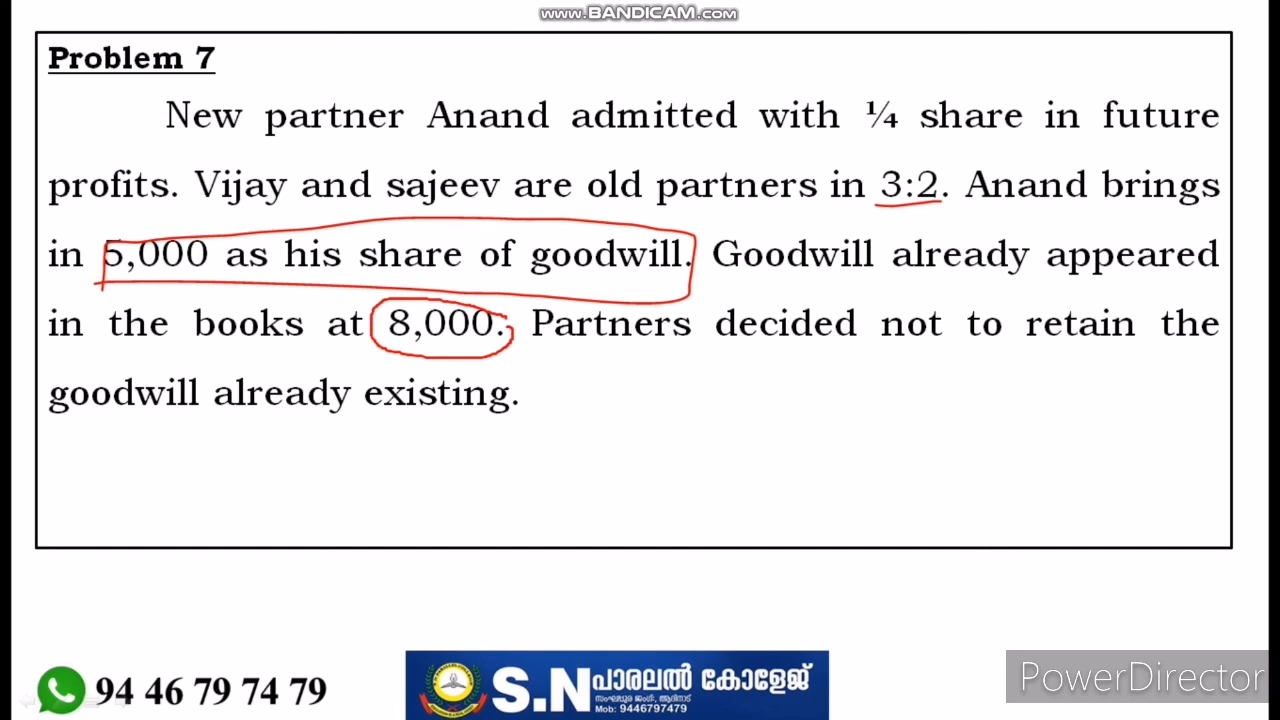 www.BANDICAM.com
Problem 7
New partner Anand admitted with ¼ share in future
profits. Vijay and sajeev are old partners in 3:2. Anand brings
in 5,000 as his share of goodwill. Goodwill already appeared
in the books at 8,000. Partners decided not to retain the
goodwill already existing.
94 46 79 74 79
S.N പാരലൽ കോളേജ്
Mob: 9446797479
PowerDirector